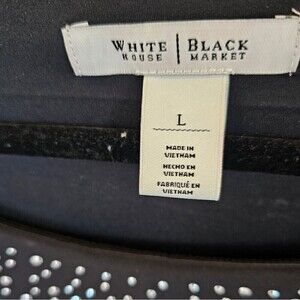 WHITE | BLACK
HOUSE | MARKET
L
MADE IN
VIETNAM
HECHO EN
VIETNAM
FABRIQUÉ EN
VIETNAM